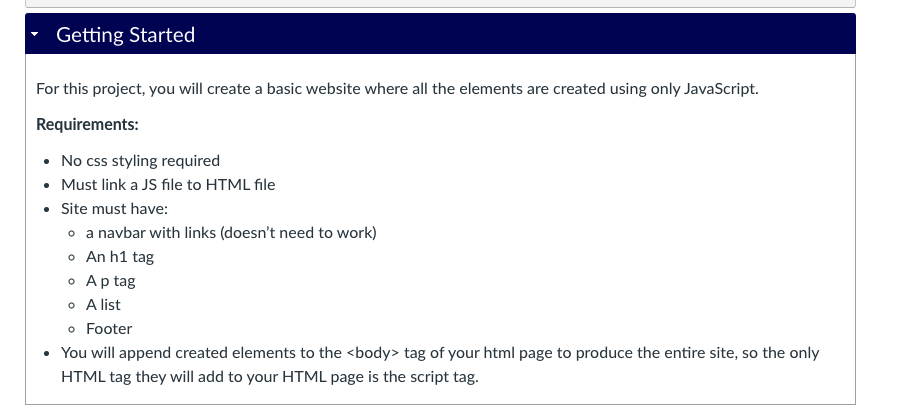 Getting Started
For this project, you will create a basic website where all the elements are created using only JavaScript.
Requirements:
No css styling required
Must link a JS file to HTML file
Site must have:
a navbar with links (doesn’t need to work)
An h1 tag
A p tag
A list
Footer
You will append created elements to the <body> tag of your html page to produce the entire site, so the only
HTML tag they will add to your HTML page is the script tag.